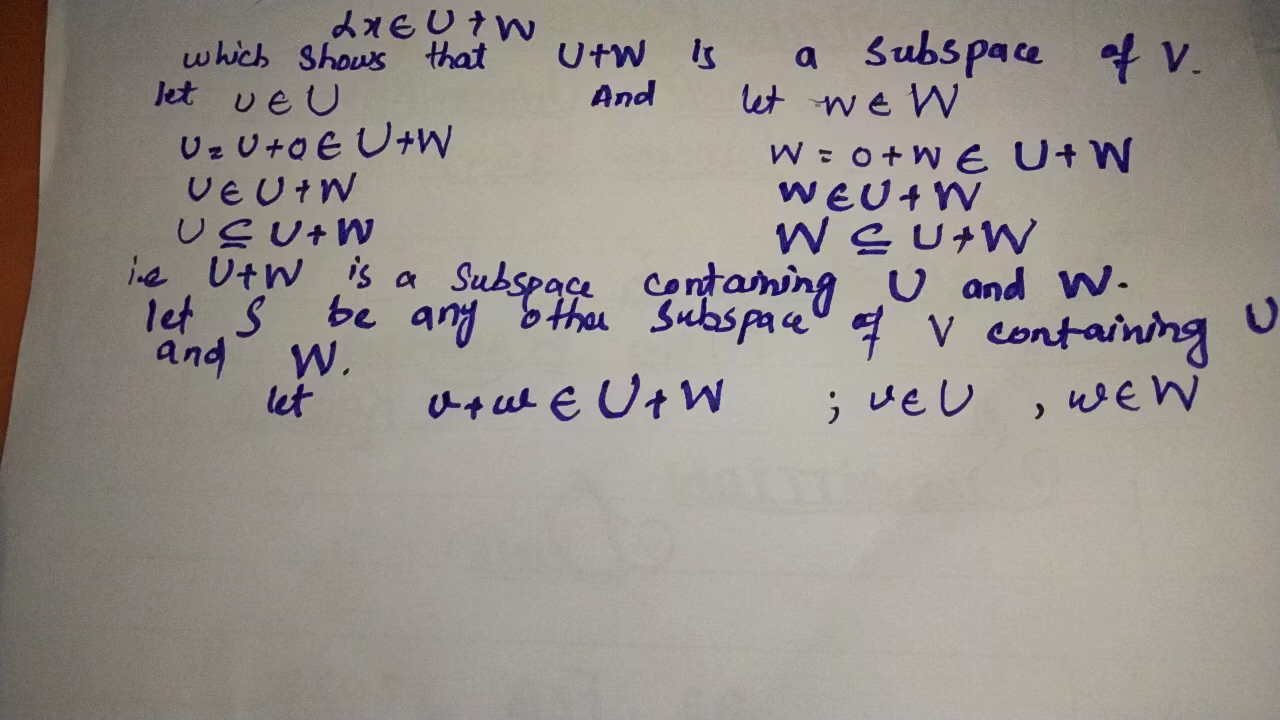 αx ∈ U + W
which shows that U+W is a subspace of V.
let u ∈ U And let w ∈ W
u = u+0 ∈ U+W w = 0+w ∈ U+W
u ∈ U+W w ∈ U+W
U ⊆ U+W W ⊆ U+W
i.e U+W is a subspace containing U and W.
let S be any other subspace of V containing U
and W.
let u+w ∈ U+W ; u ∈ U , w ∈ W